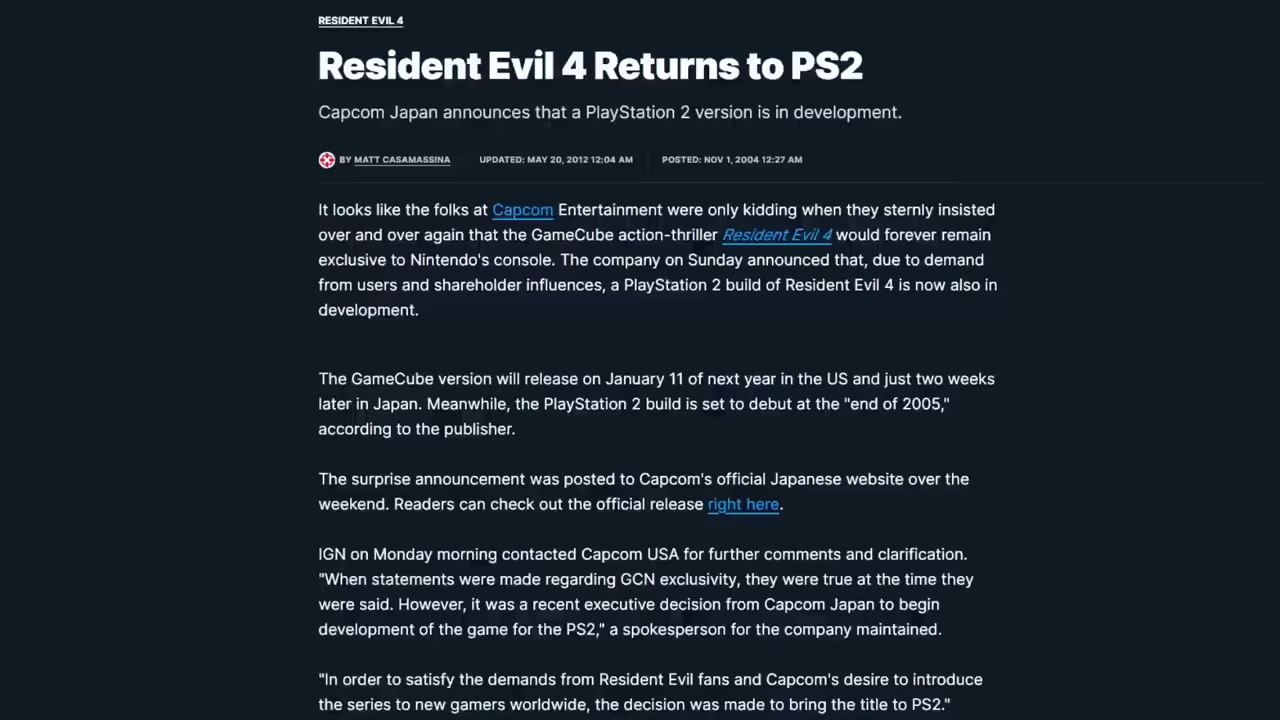 RESIDENT EVIL 4
Resident Evil 4 Returns to PS2
Capcom Japan announces that a PlayStation 2 version is in development.
BY MATT CASAMASSINA UPDATED: MAY 20, 2012 12:04 AM POSTED: NOV 1, 2004 12:27 AM
It looks like the folks at Capcom Entertainment were only kidding when they sternly insisted
over and over again that the GameCube action-thriller Resident Evil 4 would forever remain
exclusive to Nintendo's console. The company on Sunday announced that, due to demand
from users and shareholder influences, a PlayStation 2 build of Resident Evil 4 is now also in
development.
The GameCube version will release on January 11 of next year in the US and just two weeks
later in Japan. Meanwhile, the PlayStation 2 build is set to debut at the "end of 2005,"
according to the publisher.
The surprise announcement was posted to Capcom's official Japanese website over the
weekend. Readers can check out the official release right here.
IGN on Monday morning contacted Capcom USA for further comments and clarification.
"When statements were made regarding GCN exclusivity, they were true at the time they
were said. However, it was a recent executive decision from Capcom Japan to begin
development of the game for the PS2," a spokesperson for the company maintained.
"In order to satisfy the demands from Resident Evil fans and Capcom's desire to introduce
the series to new gamers worldwide, the decision was made to bring the title to PS2."